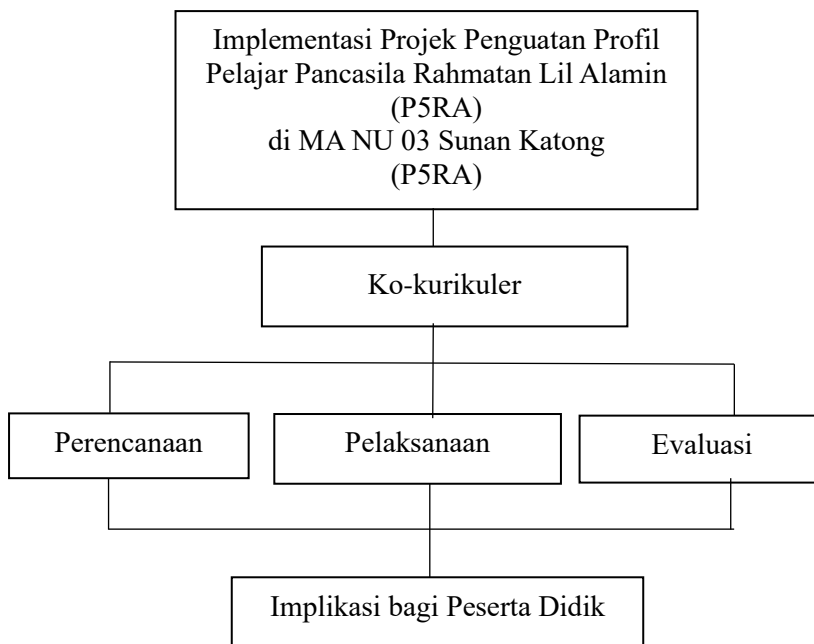 Implementasi Projek Penguatan Profil
Pelajar Pancasila Rahmatan Lil Alamin
(P5RA)
di MA NU 03 Sunan Katong
(P5RA)
Ko-kurikuler
Perencanaan
Pelaksanaan
Evaluasi
Implikasi bagi Peserta Didik